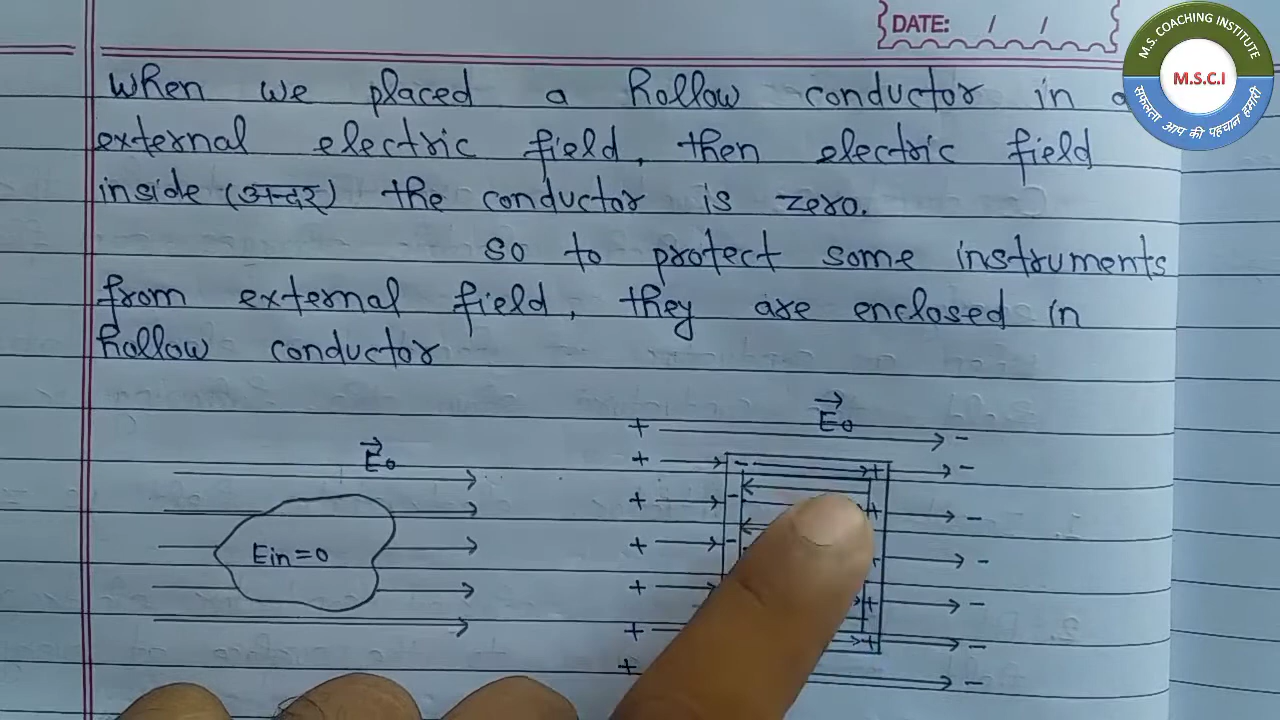 DATE: / /
M.S. COACHING INSTITUTE
M.S.C.I
सफलता आप की पहचान हमारी
When we placed a hollow conductor in a
external electric field, then electric field
inside (अन्दर) the conductor is zero.
so to protect some instruments
from external field, they are enclosed in
hollow conductor
E₀
Ein = 0
E₀
+ -
+ - + -
+ - + -
+ - + -
+ + -
+ + -
+ -